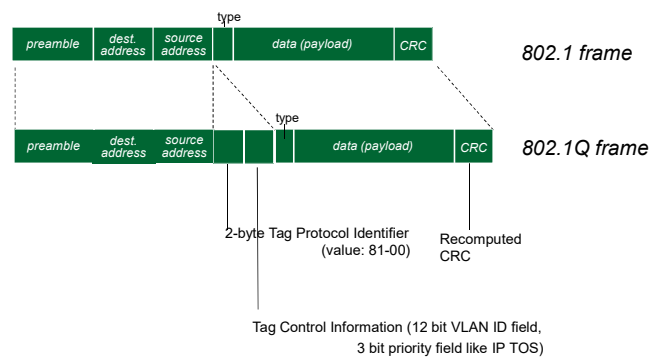 type
preamble
dest.
address
source
address
data (payload)
CRC
802.1 frame
type
preamble
dest.
address
source
address
data (payload)
CRC
802.1Q frame
2-byte Tag Protocol Identifier
(value: 81-00)
Recomputed
CRC
Tag Control Information (12 bit VLAN ID field,
3 bit priority field like IP TOS)